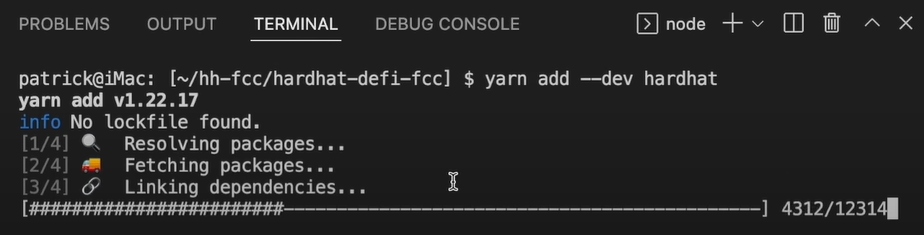 PROBLEMS OUTPUT TERMINAL DEBUG CONSOLE node
patrick@iMac: [~/hh-fcc/hardhat-defi-fcc] $ yarn add --dev hardhat
yarn add v1.22.17
info No lockfile found.
[1/4] 🔍 Resolving packages...
[2/4] 🚚 Fetching packages...
[3/4] 🔗 Linking dependencies...
[########################---------------------------------------------] 4312/12314